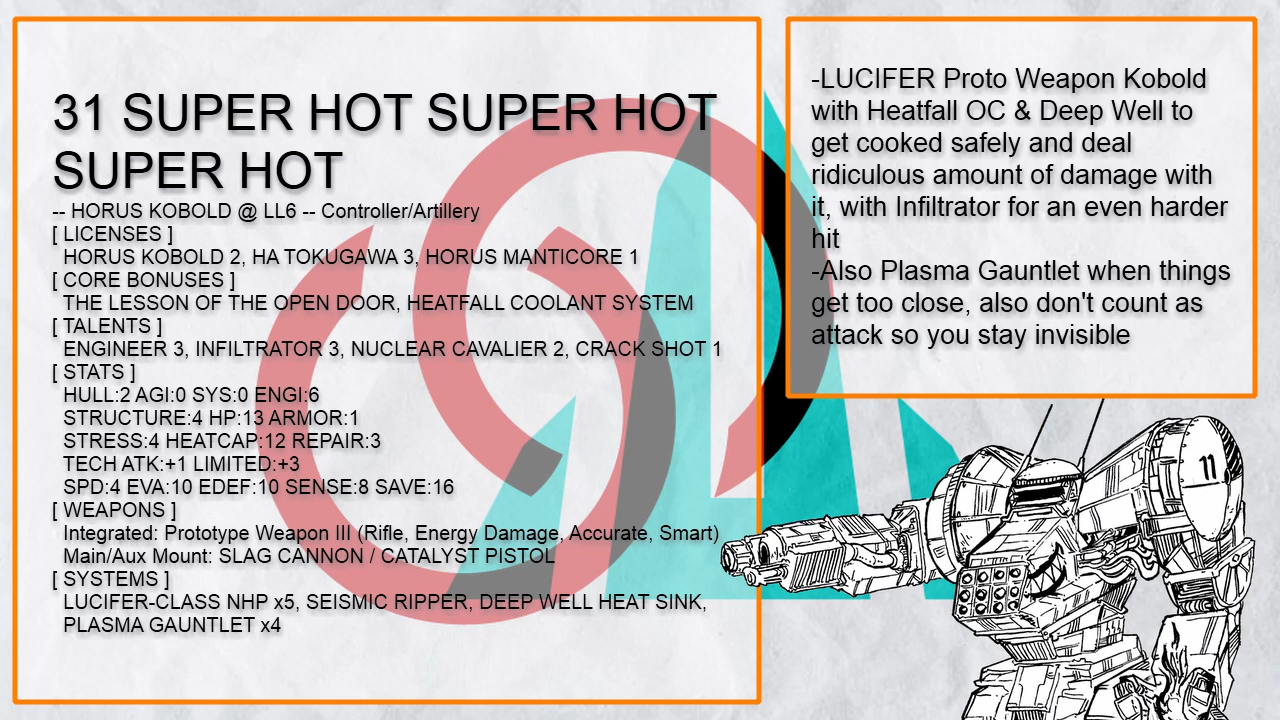 31 SUPER HOT SUPER HOT
SUPER HOT
-- HORUS KOBOLD @ LL6 -- Controller/Artillery
[ LICENSES ]
HORUS KOBOLD 2, HA TOKUGAWA 3, HORUS MANTICORE 1
[ CORE BONUSES ]
THE LESSON OF THE OPEN DOOR, HEATFALL COOLANT SYSTEM
[ TALENTS ]
ENGINEER 3, INFILTRATOR 3, NUCLEAR CAVALIER 2, CRACK SHOT 1
[ STATS ]
HULL:2 AGI:0 SYS:0 ENGI:6
STRUCTURE:4 HP:13 ARMOR:1
STRESS:4 HEATCAP:12 REPAIR:3
TECH ATK:+1 LIMITED:+3
SPD:4 EVA:10 EDEF:10 SENSE:8 SAVE:16
[ WEAPONS ]
Integrated: Prototype Weapon III (Rifle, Energy Damage, Accurate, Smart)
Main/Aux Mount: SLAG CANNON / CATALYST PISTOL
[ SYSTEMS ]
LUCIFER-CLASS NHP x5, SEISMIC RIPPER, DEEP WELL HEAT SINK,
PLASMA GAUNTLET x4
-LUCIFER Proto Weapon Kobold
with Heatfall OC & Deep Well to
get cooked safely and deal
ridiculous amount of damage with
it, with Infiltrator for an even harder
hit
-Also Plasma Gauntlet when things
get too close, also don't count as
attack so you stay invisible
11